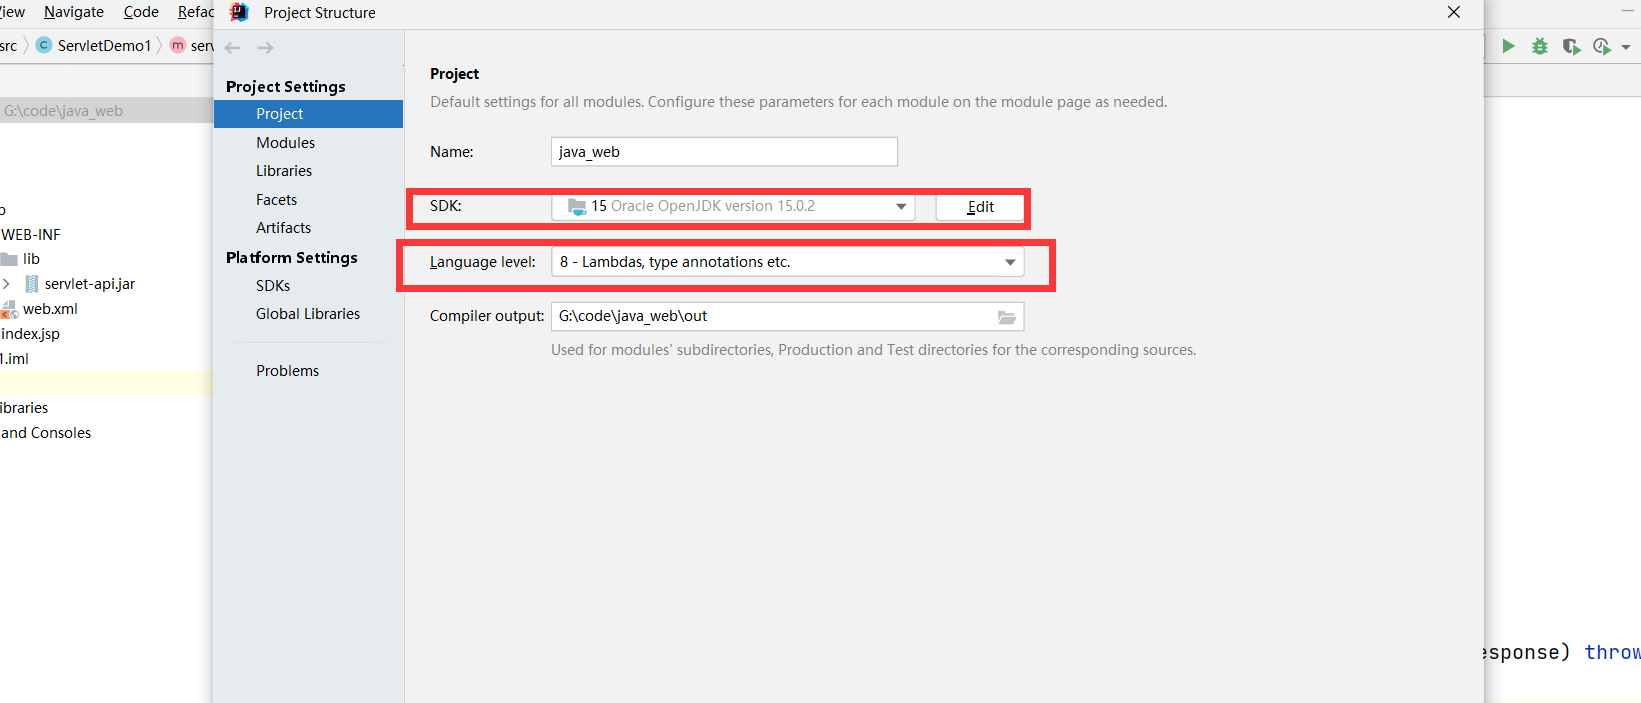 View Navigate Code Refac
Project Structure
src ServletDemo1 m serv
G:\code\java_web
WEB-INF
lib
servlet-api.jar
web.xml
index.jsp
1.iml
ibraries
and Consoles
Project Settings
Project
Modules
Libraries
Facets
Artifacts
Platform Settings
SDKs
Global Libraries
Problems
Project
Default settings for all modules. Configure these parameters for each module on the module page as needed.
Name: java_web
SDK: 15 Oracle OpenJDK version 15.0.2 Edit
Language level: 8 - Lambdas, type annotations etc.
Compiler output: G:\code\java_web\out
Used for modules' subdirectories, Production and Test directories for the corresponding sources.
esponse) throw